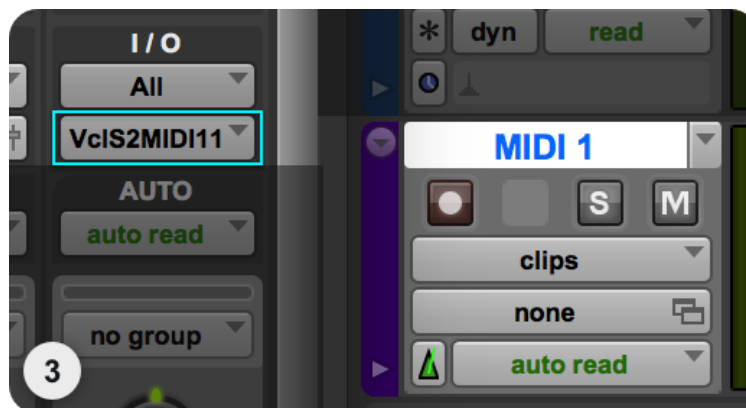 I / O
All
VclS2MIDI11
AUTO
auto read
no group
3
dyn
read
MIDI 1
S
M
clips
none
auto read